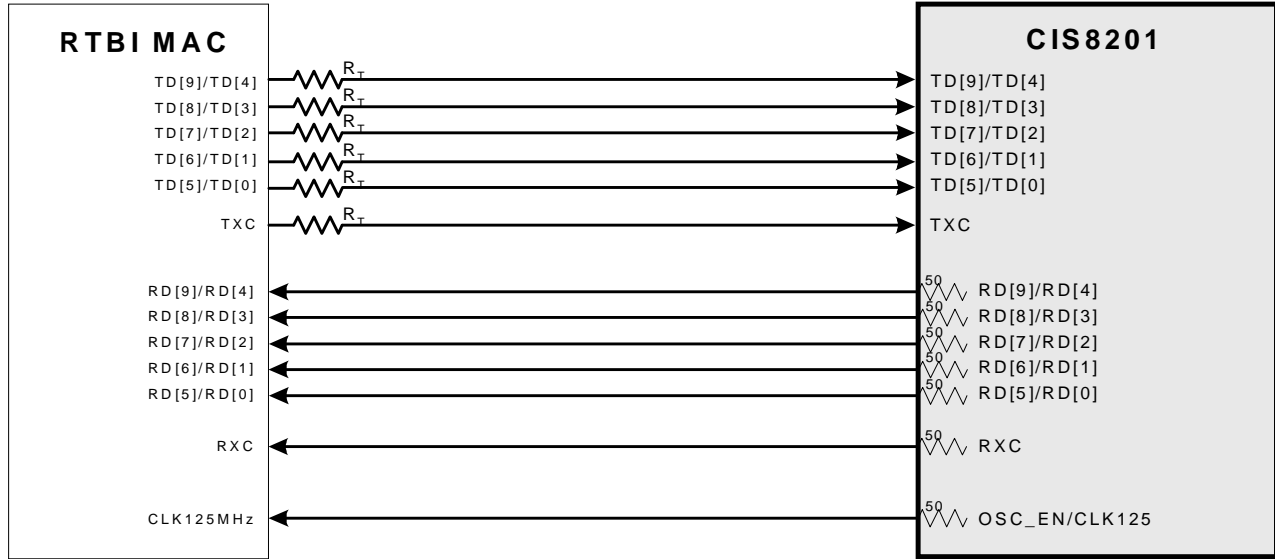 RTBI MAC
CIS8201
TD[9]/TD[4] R_T TD[9]/TD[4]
TD[8]/TD[3] R_T TD[8]/TD[3]
TD[7]/TD[2] R_T TD[7]/TD[2]
TD[6]/TD[1] R_T TD[6]/TD[1]
TD[5]/TD[0] R_T TD[5]/TD[0]
TXC R_T TXC
RD[9]/RD[4] 50 RD[9]/RD[4]
RD[8]/RD[3] 50 RD[8]/RD[3]
RD[7]/RD[2] 50 RD[7]/RD[2]
RD[6]/RD[1] 50 RD[6]/RD[1]
RD[5]/RD[0] 50 RD[5]/RD[0]
RXC 50 RXC
CLK125MHz 50 OSC_EN/CLK125